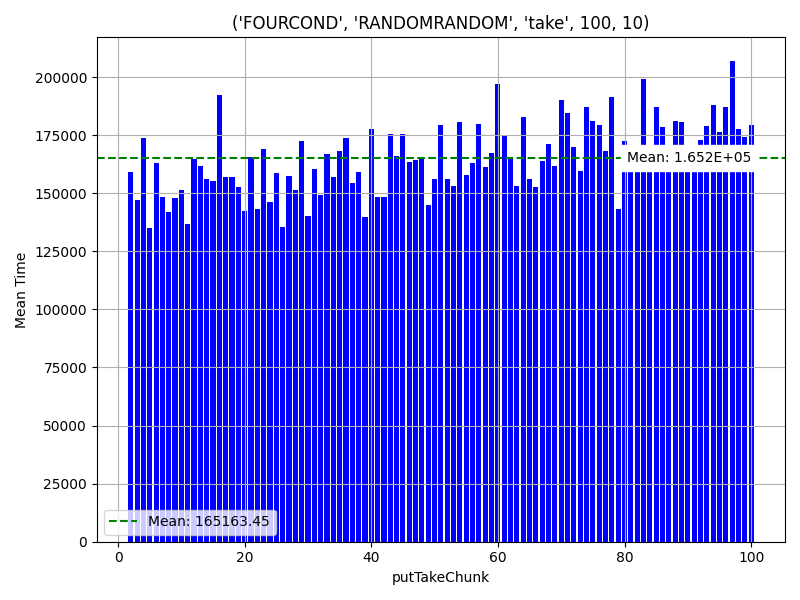 ('FOURCOND', 'RANDOMRANDOM', 'take', 100, 10)
Mean Time
200000
175000
150000
125000
100000
75000
50000
25000
0
Mean: 1.652E+05
Mean: 165163.45
0 20 40 60 80 100
putTakeChunk